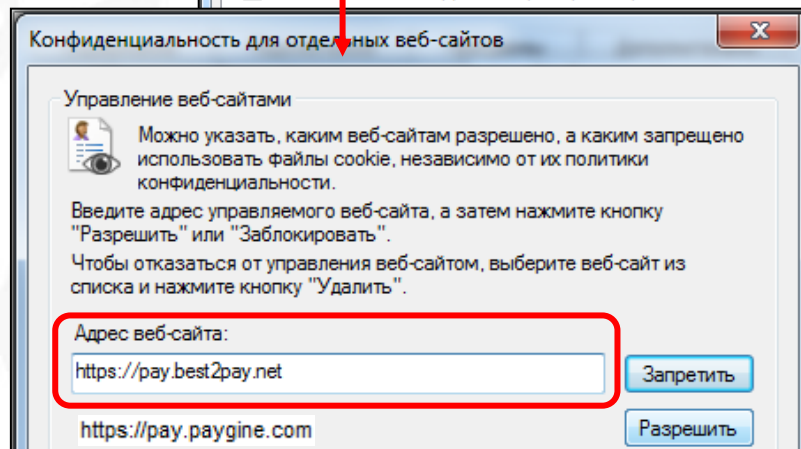 Конфиденциальность для отдельных веб-сайтов
Управление веб-сайтами
Можно указать, каким веб-сайтам разрешено, а каким запрещено
использовать файлы cookie, независимо от их политики
конфиденциальности.
Введите адрес управляемого веб-сайта, а затем нажмите кнопку
"Разрешить" или "Заблокировать".
Чтобы отказаться от управления веб-сайтом, выберите веб-сайт из
списка и нажмите кнопку "Удалить".
Адрес веб-сайта:
https://pay.best2pay.net
Запретить
https://pay.paygine.com
Разрешить